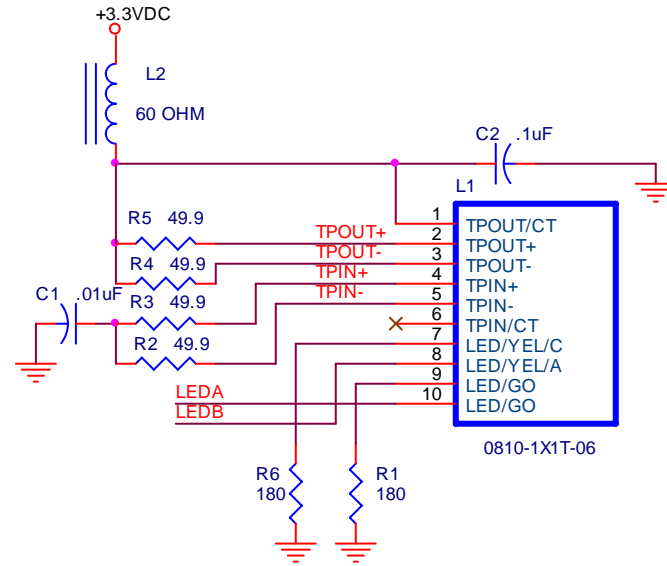 +3.3VDC
L2
60 OHM
C2 .1uF
L1
R5 49.9
TPOUT+
R4 49.9
TPOUT-
C1 .01uF
R3 49.9
TPIN+
R2 49.9
TPIN-
1 TPOUT/CT
2 TPOUT+
3 TPOUT-
4 TPIN+
5 TPIN-
6 TPIN/CT
7 LED/YEL/C
8 LED/YEL/A
9 LED/GO
10 LED/GO
LEDA
LEDB
0810-1X1T-06
R6
180
R1
180